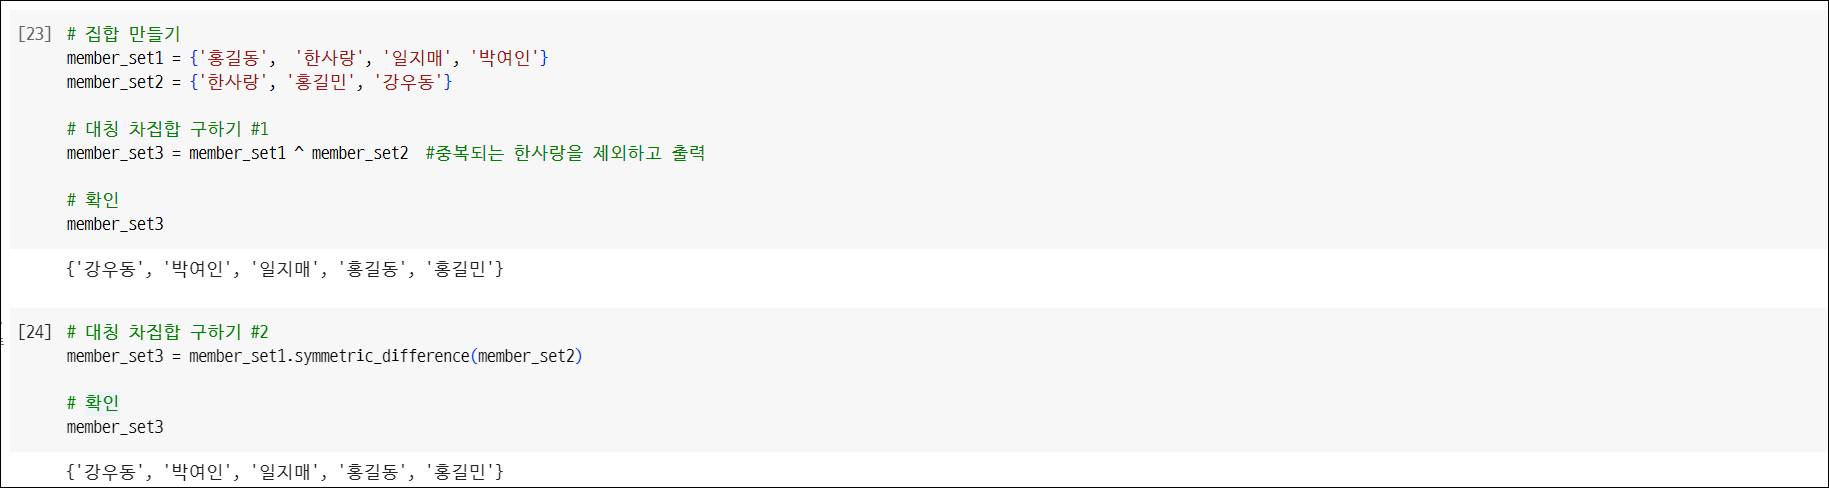 [23] # 집합 만들기
member_set1 = {'홍길동',  '한사랑', '일지매', '박여인'}
member_set2 = {'한사랑', '홍길민', '강우동'}
# 대칭 차집합 구하기 #1
member_set3 = member_set1 ^ member_set2  #중복되는 한사랑을 제외하고 출력
# 확인
member_set3
{'강우동', '박여인', '일지매', '홍길동', '홍길민'}
[24] # 대칭 차집합 구하기 #2
member_set3 = member_set1.symmetric_difference(member_set2)
# 확인
member_set3
{'강우동', '박여인', '일지매', '홍길동', '홍길민'}